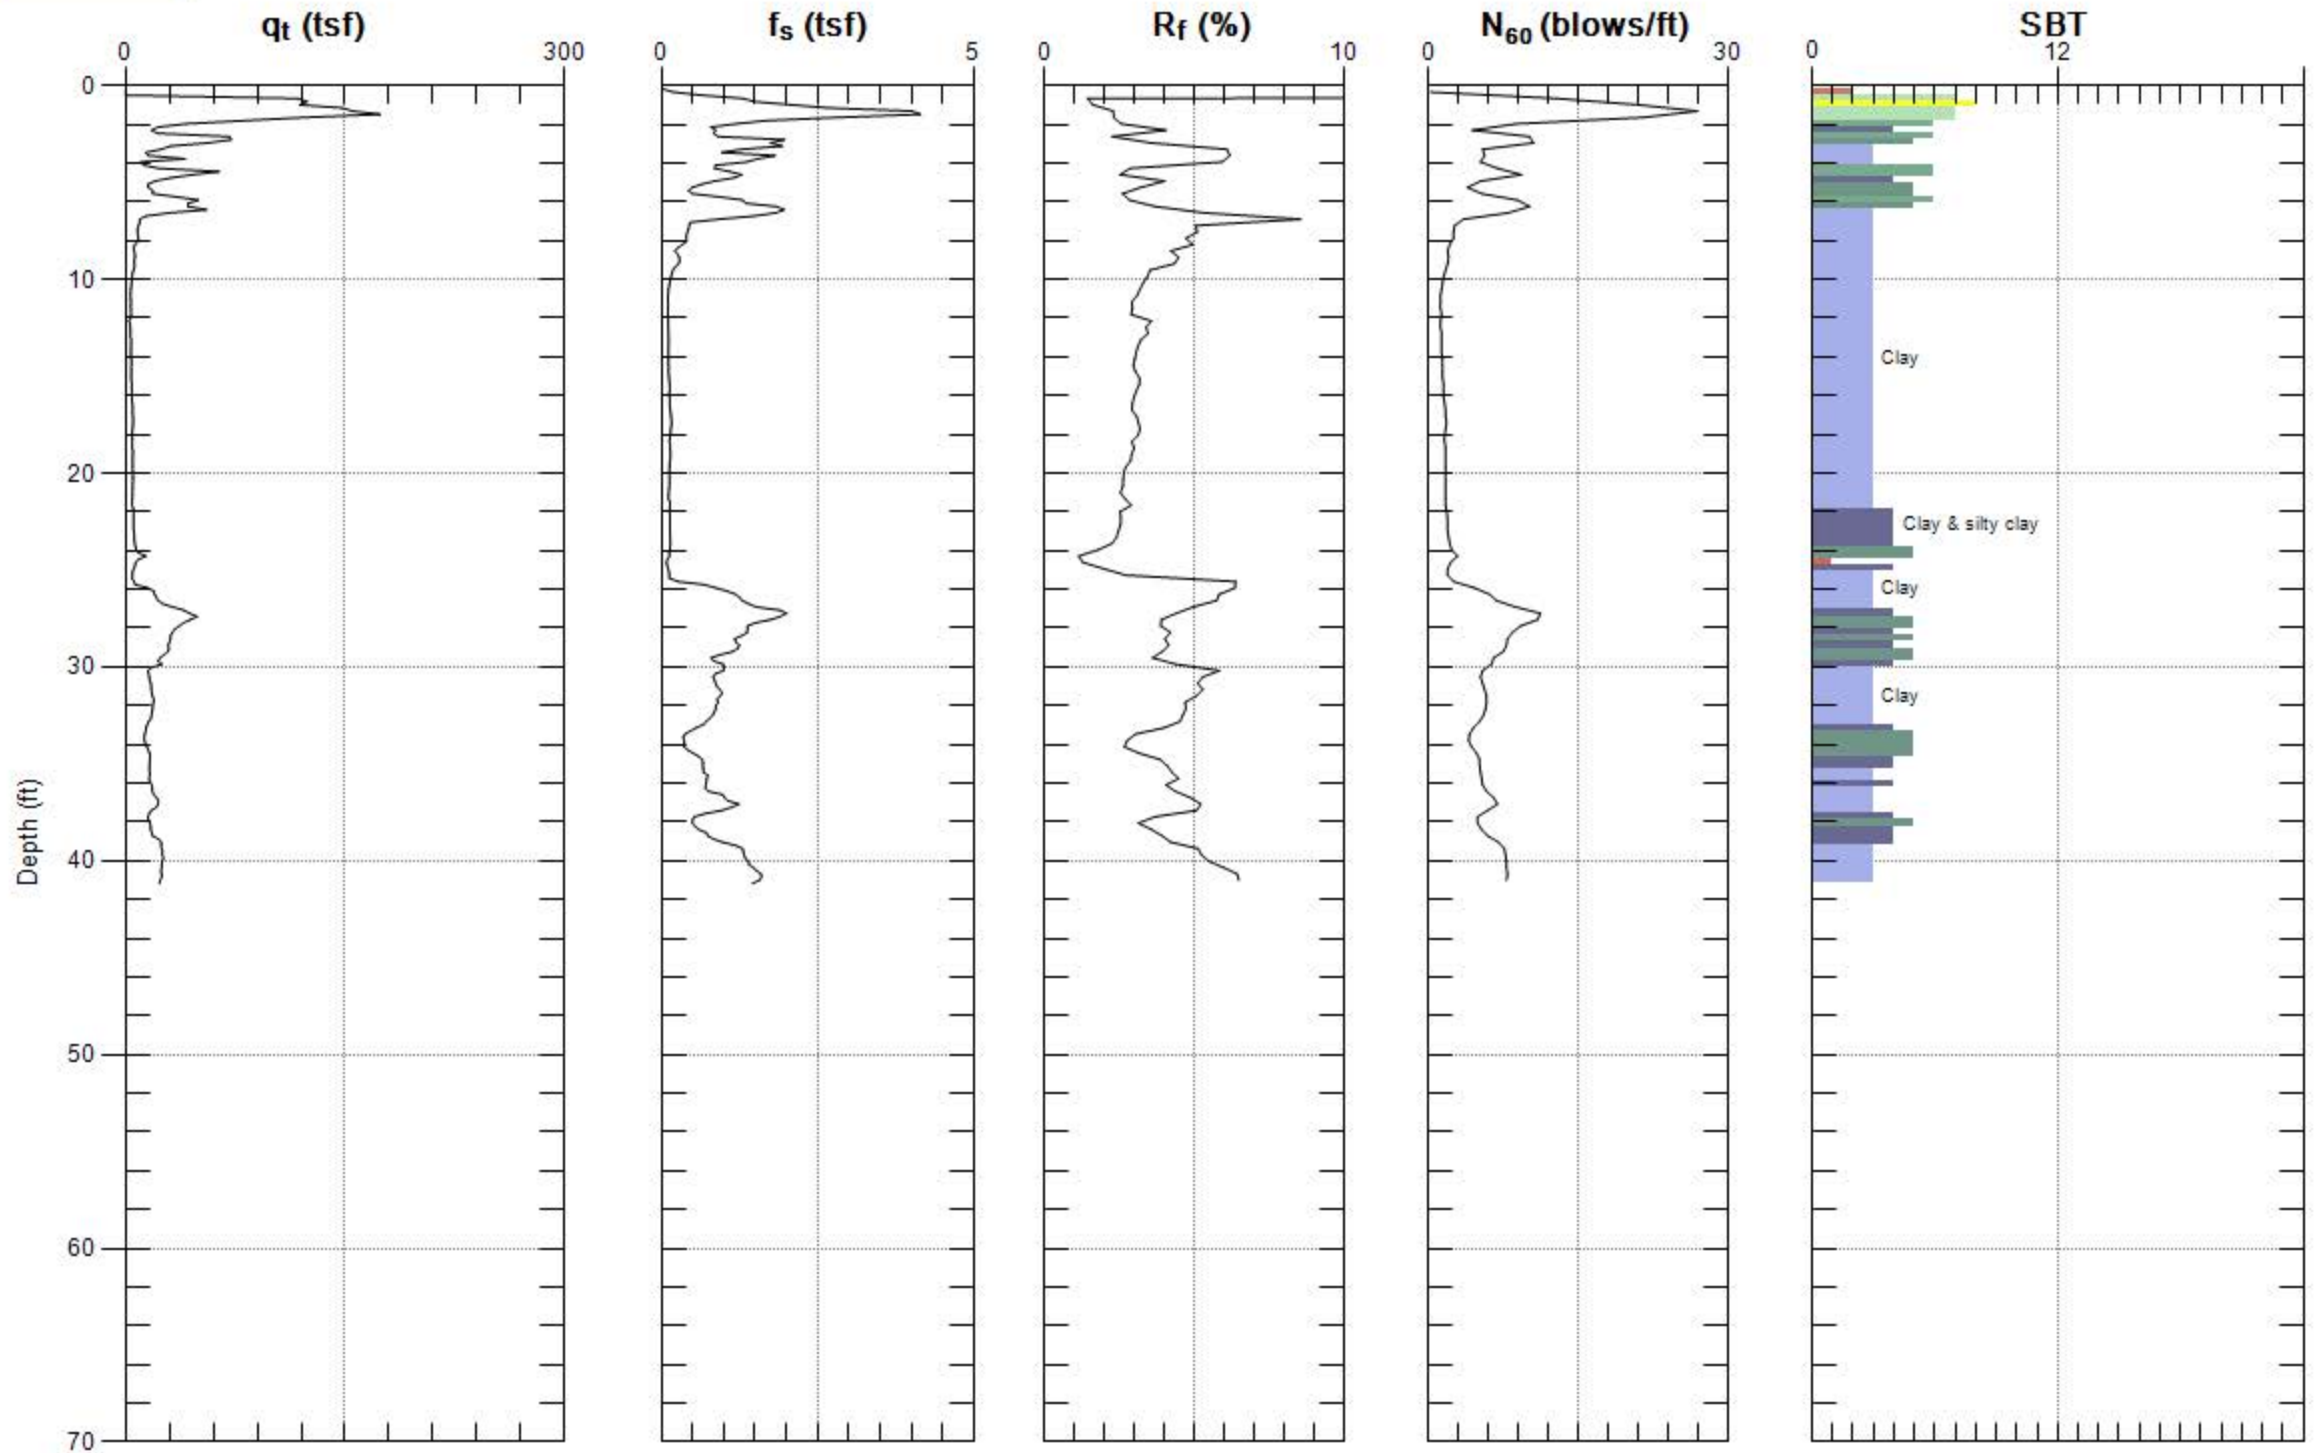 qt (tsf)
fs (tsf)
Rf (%)
N60 (blows/ft)
SBT
0 300
0 5
0 10
0 30
0 12
0
10
20
30
40
50
60
70
Depth (ft)
Clay
Clay & silty clay
Clay
Clay